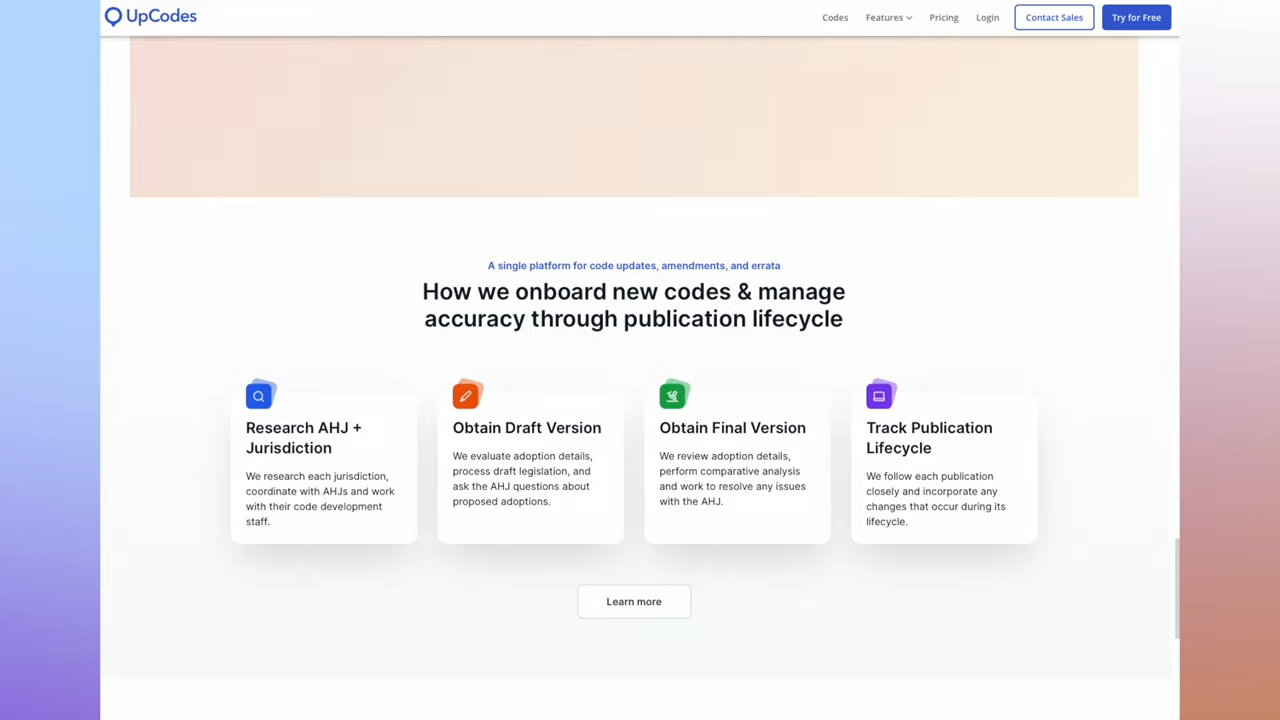 UpCodes
Codes
Features
Pricing
Login
Contact Sales
Try for Free
A single platform for code updates, amendments, and errata
How we onboard new codes & manage
accuracy through publication lifecycle
Research AHJ +
Jurisdiction
We research each jurisdiction,
coordinate with AHJs and work
with their code development
staff.
Obtain Draft Version
We evaluate adoption details,
process draft legislation, and
ask the AHJ questions about
proposed adoptions.
Obtain Final Version
We review adoption details,
perform comparative analysis
and work to resolve any issues
with the AHJ.
Track Publication
Lifecycle
We follow each publication
closely and incorporate any
changes that occur during its
lifecycle.
Learn more